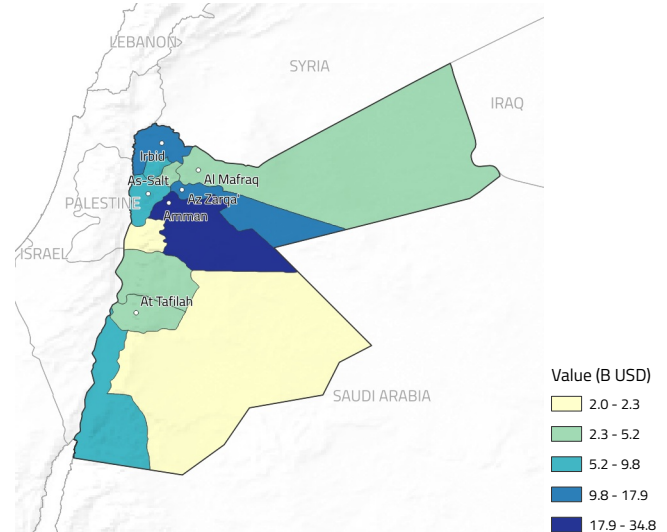 LEBANON
SYRIA
IRAQ
Irbid
As-Salt
Al Mafraq
PALESTINE
Az Zarqa'
Amman
ISRAEL
At Tafilah
SAUDI ARABIA
Value (B USD)
2.0 - 2.3
2.3 - 5.2
5.2 - 9.8
9.8 - 17.9
17.9 - 34.8